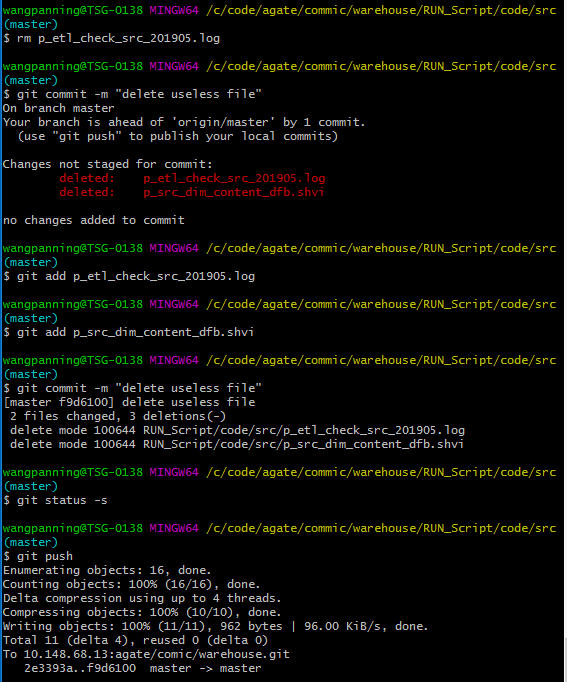 wangpanning@TSG-0138 MINGW64 /c/code/agate/commic/warehouse/RUN_Script/code/src
(master)
$ rm p_etl_check_src_201905.log
wangpanning@TSG-0138 MINGW64 /c/code/agate/commic/warehouse/RUN_Script/code/src
(master)
$ git commit -m "delete useless file"
On branch master
Your branch is ahead of 'origin/master' by 1 commit.
  (use "git push" to publish your local commits)
Changes not staged for commit:
        deleted:    p_etl_check_src_201905.log
        deleted:    p_src_dim_content_dfb.shvi
no changes added to commit
wangpanning@TSG-0138 MINGW64 /c/code/agate/commic/warehouse/RUN_Script/code/src
(master)
$ git add p_etl_check_src_201905.log
wangpanning@TSG-0138 MINGW64 /c/code/agate/commic/warehouse/RUN_Script/code/src
(master)
$ git add p_src_dim_content_dfb.shvi
wangpanning@TSG-0138 MINGW64 /c/code/agate/commic/warehouse/RUN_Script/code/src
(master)
$ git commit -m "delete useless file"
[master f9d6100] delete useless file
 2 files changed, 3 deletions(-)
 delete mode 100644 RUN_Script/code/src/p_etl_check_src_201905.log
 delete mode 100644 RUN_Script/code/src/p_src_dim_content_dfb.shvi
wangpanning@TSG-0138 MINGW64 /c/code/agate/commic/warehouse/RUN_Script/code/src
(master)
$ git status -s
wangpanning@TSG-0138 MINGW64 /c/code/agate/commic/warehouse/RUN_Script/code/src
(master)
$ git push
Enumerating objects: 16, done.
Counting objects: 100% (16/16), done.
Delta compression using up to 4 threads.
Compressing objects: 100% (10/10), done.
Writing objects: 100% (11/11), 962 bytes | 96.00 KiB/s, done.
Total 11 (delta 4), reused 0 (delta 0)
To 10.148.68.13:agate/comic/warehouse.git
   2e3393a..f9d6100  master -> master